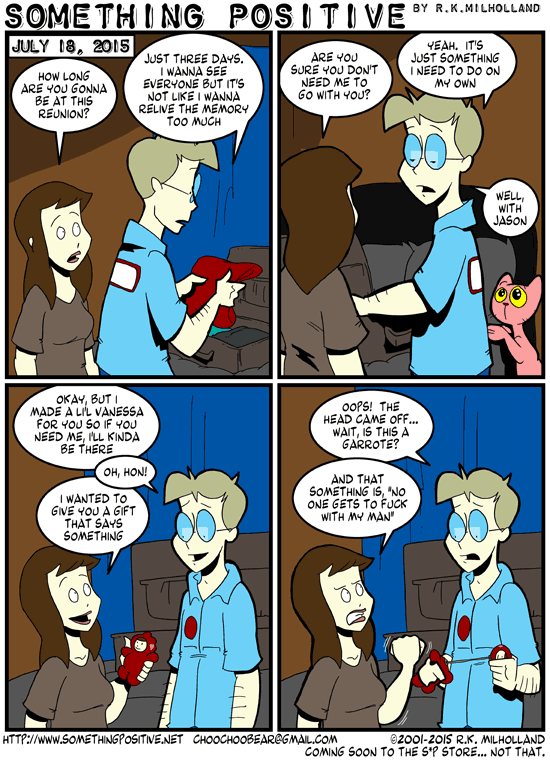 SOMETHING POSITIVE BY R.K.MILHOLLAND
JULY 18, 2015
HOW LONG
ARE YOU GONNA
BE AT THIS
REUNION?
JUST THREE DAYS.
I WANNA SEE
EVERYONE BUT IT'S
NOT LIKE I WANNA
RELIVE THE MEMORY
TOO MUCH
ARE YOU
SURE YOU DON'T
NEED ME TO
GO WITH YOU?
YEAH. IT'S
JUST SOMETHING
I NEED TO DO ON
MY OWN
WELL,
WITH
JASON
OKAY, BUT I
MADE A LI'L VANESSA
FOR YOU SO IF YOU
NEED ME, I'LL KINDA
BE THERE
OH, HON!
I WANTED TO
GIVE YOU A GIFT
THAT SAYS
SOMETHING
OOPS! THE
HEAD CAME OFF...
WAIT, IS THIS A
GARROTE?
AND THAT
SOMETHING IS, "NO
ONE GETS TO FUCK
WITH MY MAN"
HTTP://WWW.SOMETHINGPOSITIVE.NET CHOOCHOOBEAR@GMAIL.COM ©2001-2015 R.K. MILHOLLAND
COMING SOON TO THE S*P STORE... NOT THAT.